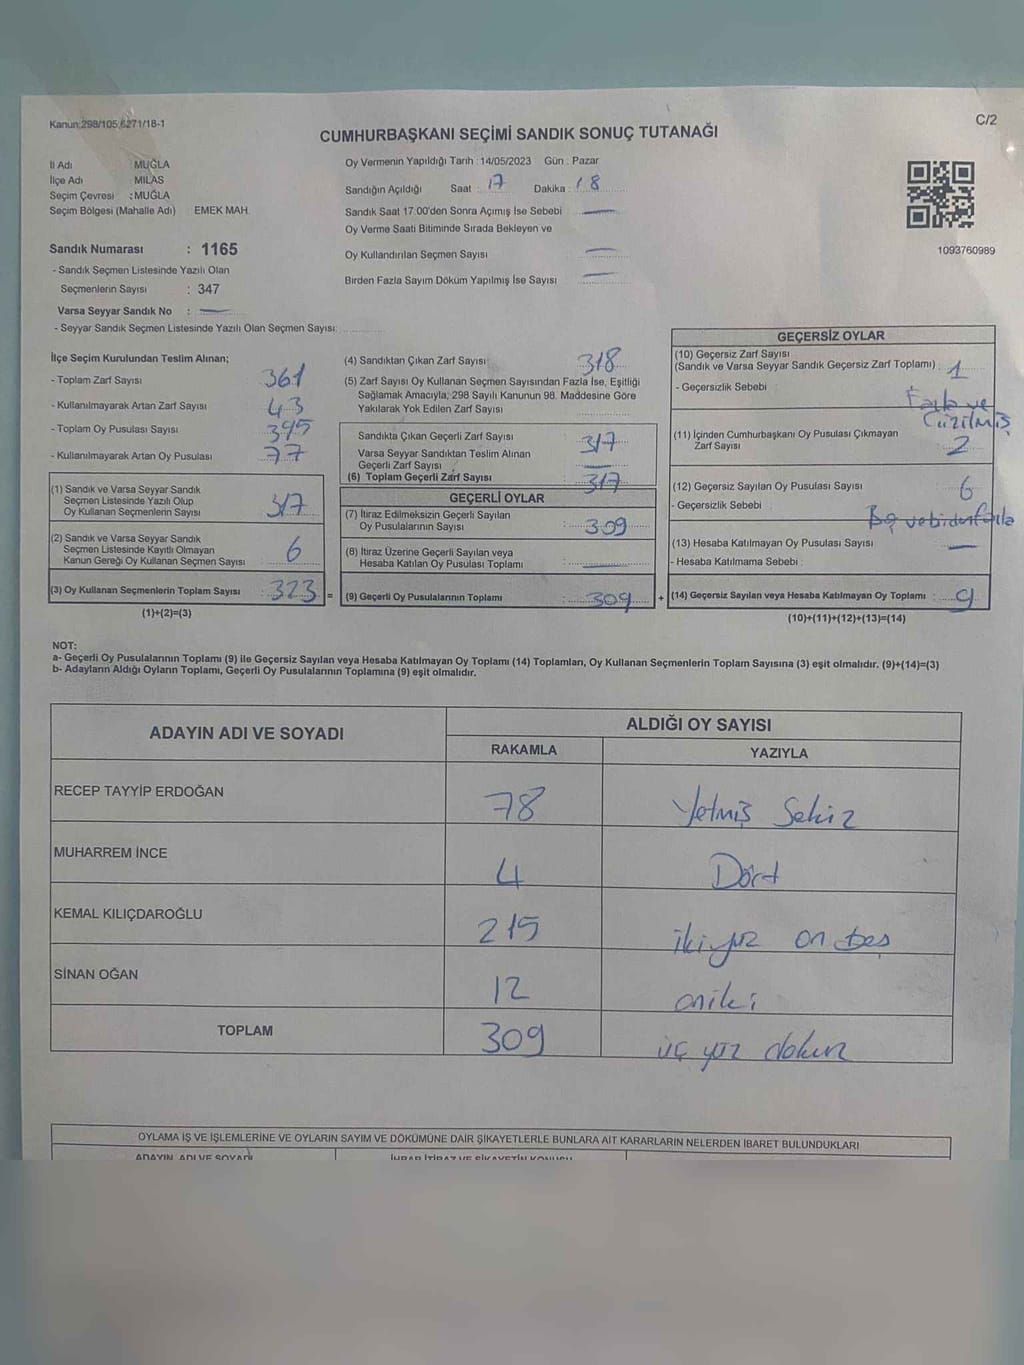 Kanun:298/105,6271/18-1
C/2
CUMHURBAŞKANI SEÇİMİ SANDIK SONUÇ TUTANAĞI
İl Adı : MUĞLA
İlçe Adı : MİLAS
Seçim Çevresi : MUĞLA
Seçim Bölgesi (Mahalle Adı) EMEK MAH.
Sandık Numarası : 1165
- Sandık Seçmen Listesinde Yazılı Olan
Seçmenlerin Sayısı : 347
Varsa Seyyar Sandık No :
- Seyyar Sandık Seçmen Listesinde Yazılı Olan Seçmen Sayısı:
Oy Vermenin Yapıldığı Tarih : 14/05/2023 Gün : Pazar
Sandığın Açıldığı Saat : 17 Dakika : 18
Sandık Saat 17:00'den Sonra Açımış İse Sebebi
Oy Verme Saati Bitiminde Sırada Bekleyen ve
Oy Kullandırılan Seçmen Sayısı
Birden Fazla Sayım Döküm Yapılmış İse Sayısı
1093760989
İlçe Seçim Kurulundan Teslim Alınan;
- Toplam Zarf Sayısı 361
- Kullanılmayarak Artan Zarf Sayısı 43
- Toplam Oy Pusulası Sayısı 395
- Kullanılmayarak Artan Oy Pusulası 77
(1) Sandık ve Varsa Seyyar Sandık
Seçmen Listesinde Yazılı Olup
Oy Kullanan Seçmenlerin Sayısı 317
(2) Sandık ve Varsa Seyyar Sandık
Seçmen Listesinde Kayıtlı Olmayan
Kanun Gereği Oy Kullanan Seçmen Sayısı 6
(3) Oy Kullanan Seçmenlerin Toplam Sayısı : 323 =
(1)+(2)=(3)
(4) Sandıktan Çıkan Zarf Sayısı 318
(5) Zarf Sayısı Oy Kullanan Seçmen Sayısından Fazla İse, Eşitliği
Sağlamak Amacıyla; 298 Sayılı Kanunun 98. Maddesine Göre
Yakılarak Yok Edilen Zarf Sayısı
Sandıkta Çıkan Geçerli Zarf Sayısı 317
Varsa Seyyar Sandıktan Teslim Alınan
Geçerli Zarf Sayısı
(6) Toplam Geçerli Zarf Sayısı 317
GEÇERLİ OYLAR
(7) İtiraz Edilmeksizin Geçerli Sayılan
Oy Pusulalarının Sayısı : 309
(8) İtiraz Üzerine Geçerli Sayılan veya
Hesaba Katılan Oy Pusulası Toplamı
(9) Geçerli Oy Pusulalarının Toplamı : 309 +
GEÇERSİZ OYLAR
(10) Geçersiz Zarf Sayısı
(Sandık ve Varsa Seyyar Sandık Geçersiz Zarf Toplamı) : 1
- Geçersizlik Sebebi : Fazla ve
Çizilmiş
(11) İçinden Cumhurbaşkanı Oy Pusulası Çıkmayan
Zarf Sayısı 2
(12) Geçersiz Sayılan Oy Pusulası Sayısı 6
- Geçersizlik Sebebi : Boş ve birden fazla
(13) Hesaba Katılmayan Oy Pusulası Sayısı
- Hesaba Katılmama Sebebi :
(14) Geçersiz Sayılan veya Hesaba Katılmayan Oy Toplamı : 9
(10)+(11)+(12)+(13)=(14)
NOT:
a- Geçerli Oy Pusulalarının Toplamı (9) ile Geçersiz Sayılan veya Hesaba Katılmayan Oy Toplamı (14) Toplamları, Oy Kullanan Seçmenlerin Toplam Sayısına (3) eşit olmalıdır. (9)+(14)=(3)
b- Adayların Aldığı Oyların Toplamı, Geçerli Oy Pusulalarının Toplamına (9) eşit olmalıdır.
ADAYIN ADI VE SOYADI
ALDIĞI OY SAYISI
RAKAMLA YAZIYLA
RECEP TAYYİP ERDOĞAN 78 Yetmiş Sekiz
MUHARREM İNCE 4 Dört
KEMAL KILIÇDAROĞLU 215 ikiyüz on beş
SİNAN OĞAN 12 oniki
TOPLAM 309 üç yüz dokuz
OYLAMA İŞ VE İŞLEMLERİNE VE OYLARIN SAYIM VE DÖKÜMÜNE DAİR ŞİKAYETLERLE BUNLARA AİT KARARLARIN NELERDEN İBARET BULUNDUKLARI
ADAYIN ADI VE SOYADI İHBAR İTİRAZ VE ŞİKAYETİN KONUSU